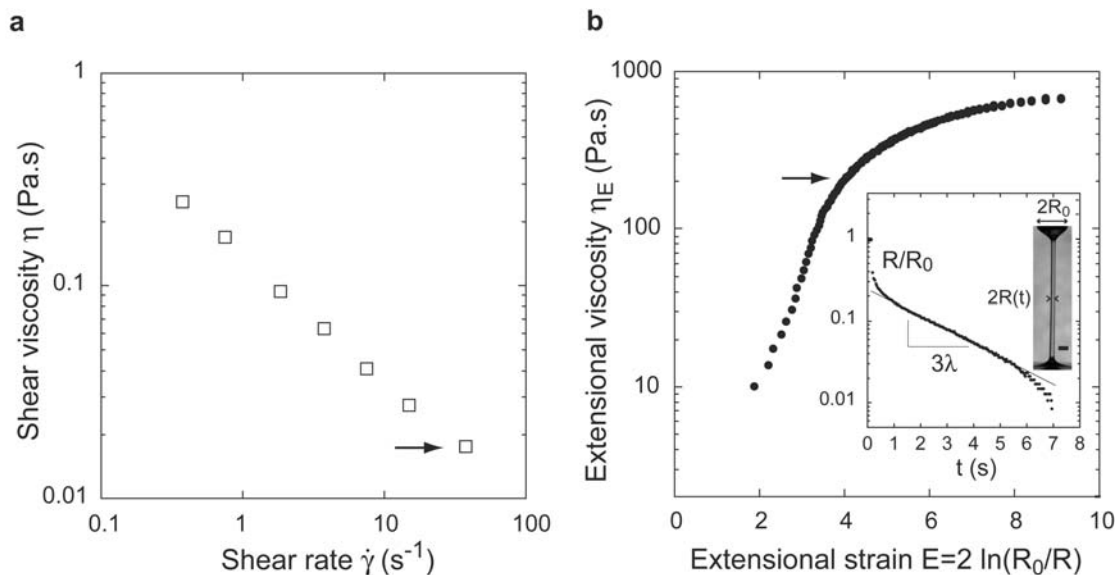 a
1
0.1
0.01
0.1
1
10
100
Shear viscosity η (Pa.s)
Shear rate γ̇ (s⁻¹)
b
1000
100
10
0
2
4
6
8
10
Extensional viscosity ηE (Pa.s)
Extensional strain E=2 ln(R₀/R)
1
0.1
0.01
R/R₀
3λ
2R₀
2R(t)
0 1 2 3 4 5 6 7 8
t (s)